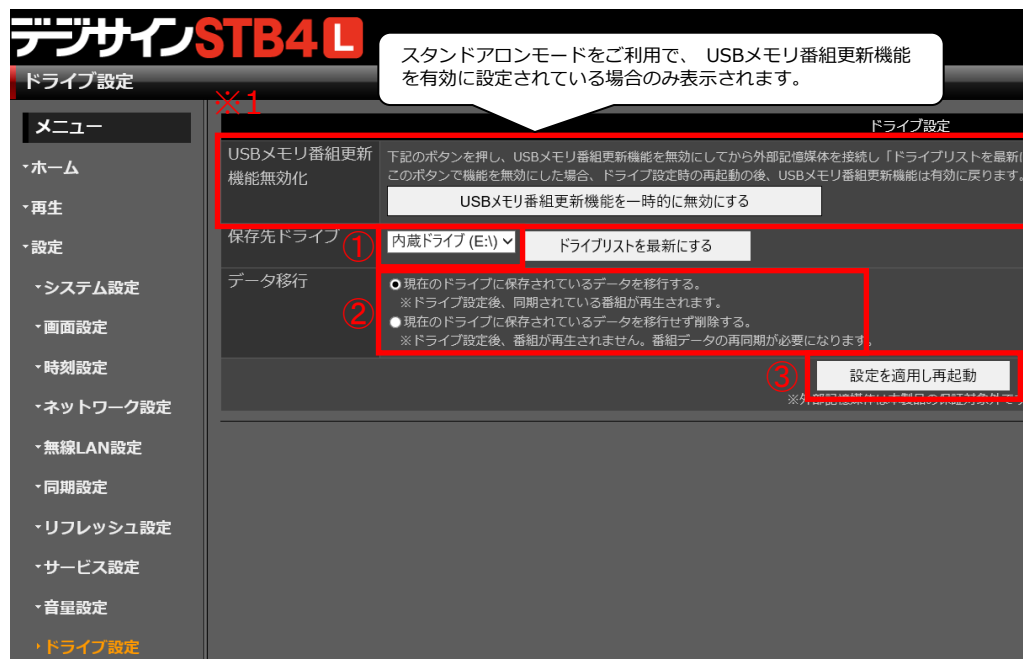 デジサインSTB4 L
ドライブ設定
スタンドアロンモードをご利用で、 USBメモリ番組更新機能
を有効に設定されている場合のみ表示されます。
※1
メニュー
ホーム
再生
設定
システム設定
画面設定
時刻設定
ネットワーク設定
無線LAN設定
同期設定
リフレッシュ設定
サービス設定
音量設定
ドライブ設定
ドライブ設定
USBメモリ番組更新
機能無効化
下記のボタンを押し、USBメモリ番組更新機能を無効にしてから外部記憶媒体を接続し「ドライブリストを最新
このボタンで機能を無効にした場合、ドライブ設定時の再起動の後、USBメモリ番組更新機能は有効に戻ります。
USBメモリ番組更新機能を一時的に無効にする
保存先ドライブ
①
内蔵ドライブ (E:\)
ドライブリストを最新にする
データ移行
②
現在のドライブに保存されているデータを移行する。
※ドライブ設定後、同期されている番組が再生されます。
現在のドライブに保存されているデータを移行せず削除する。
※ドライブ設定後、番組が再生されません。番組データの再同期が必要になります。
③
設定を適用し再起動
※外部記憶媒体は本製品の保証対象外で